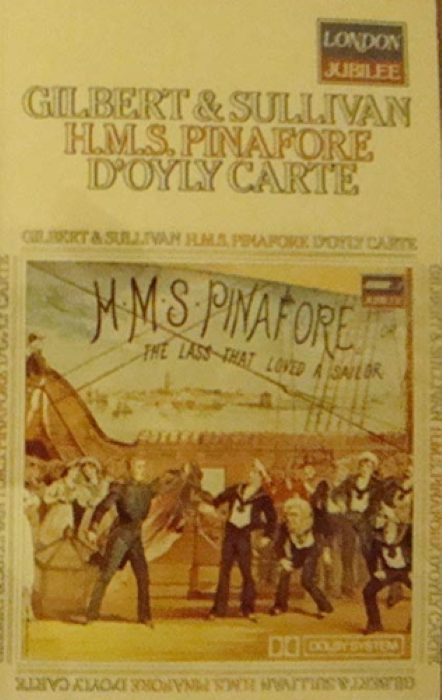 LONDON
JUBILEE
GILBERT & SULLIVAN
H.M.S. PINAFORE
D'OYLY CARTE
GILBERT & SULLIVAN H.M.S. PINAFORE D'OYLY CARTE
H·M·S·PINAFORE
OR
THE LASS THAT LOVED A SAILOR
DOLBY SYSTEM
GILBERT & SULLIVAN H.M.S. PINAFORE D'OYLY CARTE